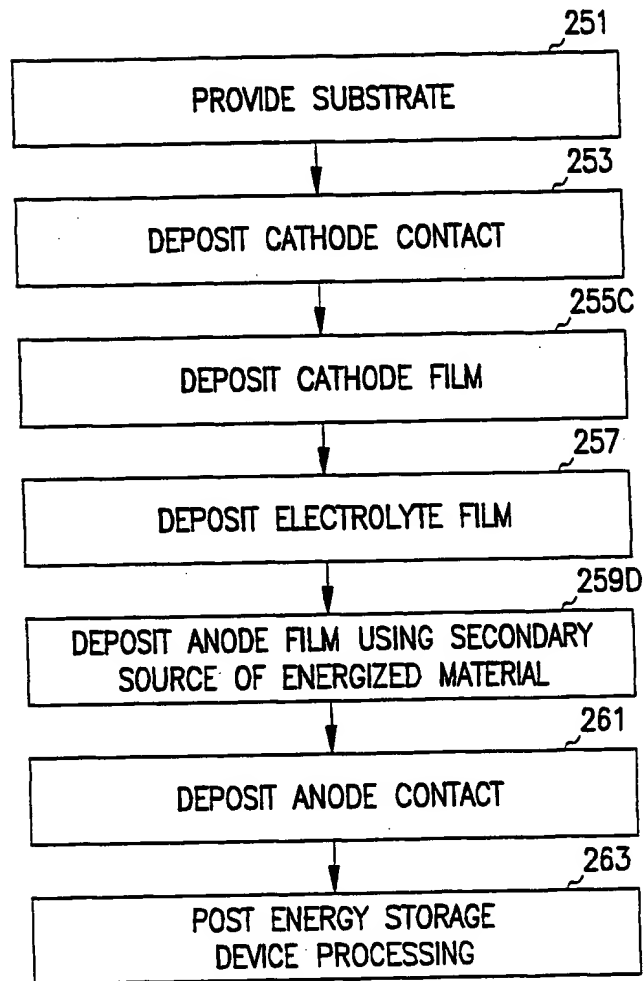 251
PROVIDE SUBSTRATE
253
DEPOSIT CATHODE CONTACT
255C
DEPOSIT CATHODE FILM
257
DEPOSIT ELECTROLYTE FILM
259D
DEPOSIT ANODE FILM USING SECONDARY
SOURCE OF ENERGIZED MATERIAL
261
DEPOSIT ANODE CONTACT
263
POST ENERGY STORAGE
DEVICE PROCESSING